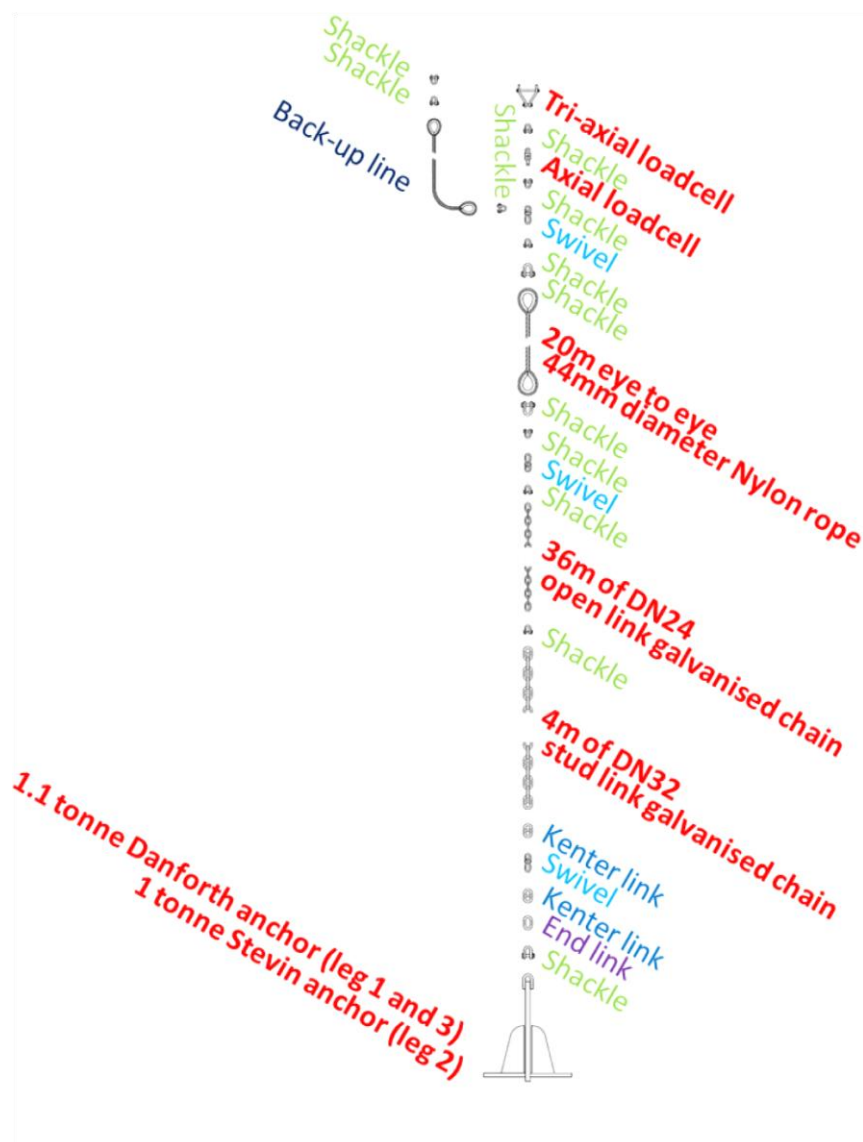 Shackle
Shackle
Back-up line
Shackle
Tri-axial loadcell
Shackle
Axial loadcell
Shackle
Swivel
Shackle
Shackle
20m eye to eye
44mm diameter Nylon rope
Shackle
Shackle
Swivel
Shackle
36m of DN24
open link galvanised chain
Shackle
4m of DN32
stud link galvanised chain
Kenter link
Swivel
Kenter link
End link
Shackle
1.1 tonne Danforth anchor (leg 1 and 3)
1 tonne Stevin anchor (leg 2)